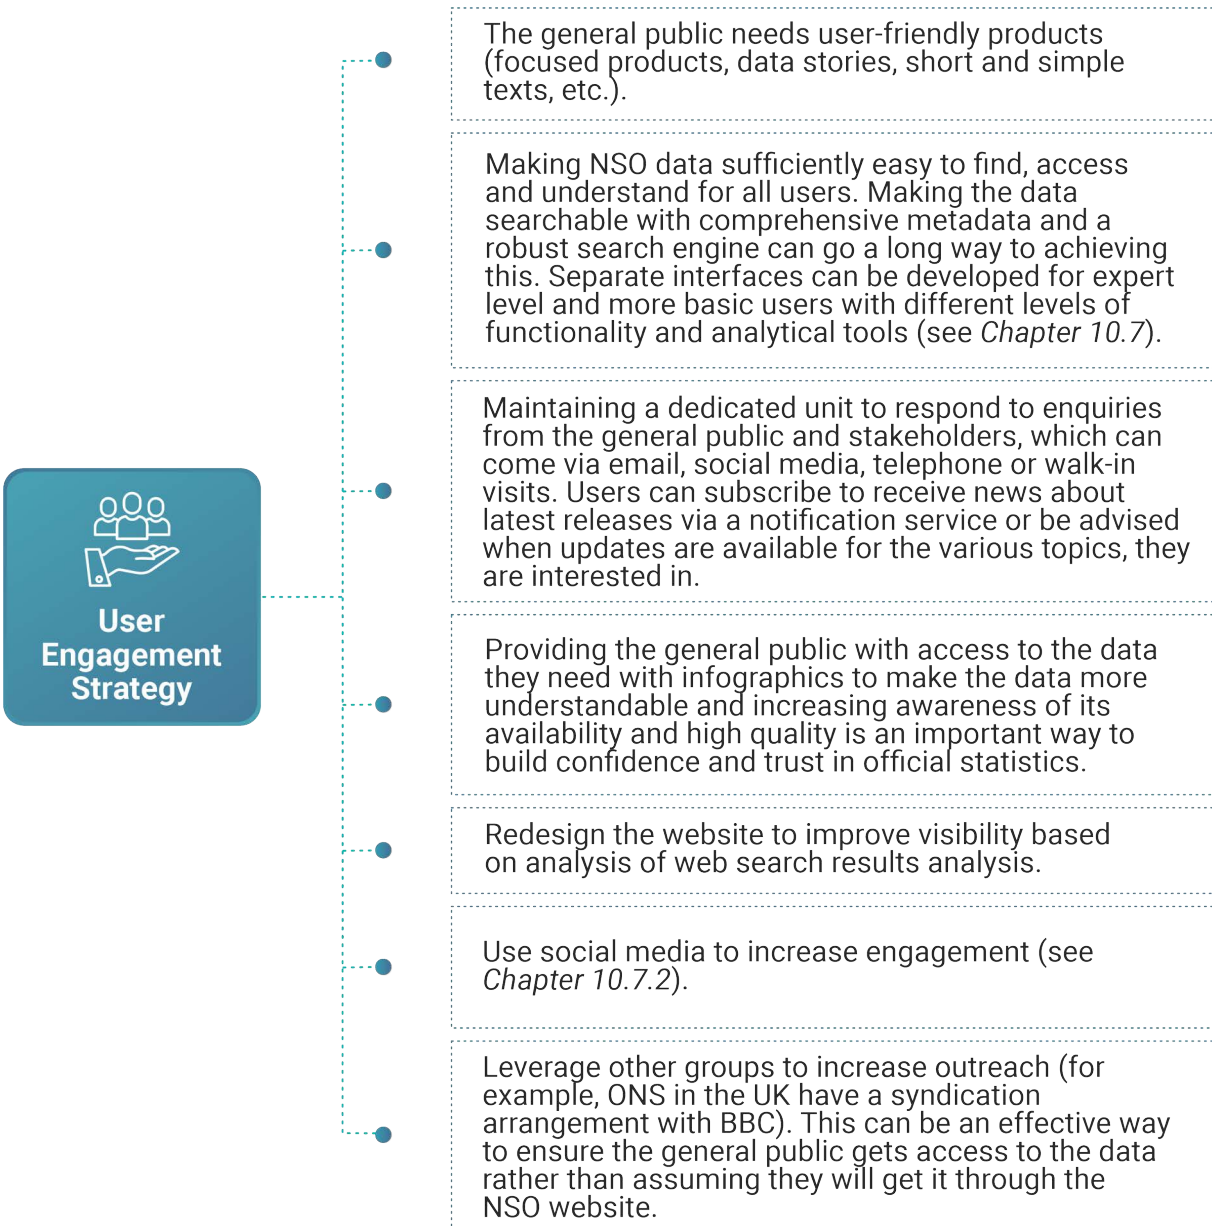 The general public needs user-friendly products
(focused products, data stories, short and simple
texts, etc.).
Making NSO data sufficiently easy to find, access
and understand for all users. Making the data
searchable with comprehensive metadata and a
robust search engine can go a long way to achieving
this. Separate interfaces can be developed for expert
level and more basic users with different levels of
functionality and analytical tools (see Chapter 10.7).
Maintaining a dedicated unit to respond to enquiries
from the general public and stakeholders, which can
come via email, social media, telephone or walk-in
visits. Users can subscribe to receive news about
latest releases via a notification service or be advised
when updates are available for the various topics, they
are interested in.
User
Engagement
Strategy
Providing the general public with access to the data
they need with infographics to make the data more
understandable and increasing awareness of its
availability and high quality is an important way to
build confidence and trust in official statistics.
Redesign the website to improve visibility based
on analysis of web search results analysis.
Use social media to increase engagement (see
Chapter 10.7.2).
Leverage other groups to increase outreach (for
example, ONS in the UK have a syndication
arrangement with BBC). This can be an effective way
to ensure the general public gets access to the data
rather than assuming they will get it through the
NSO website.